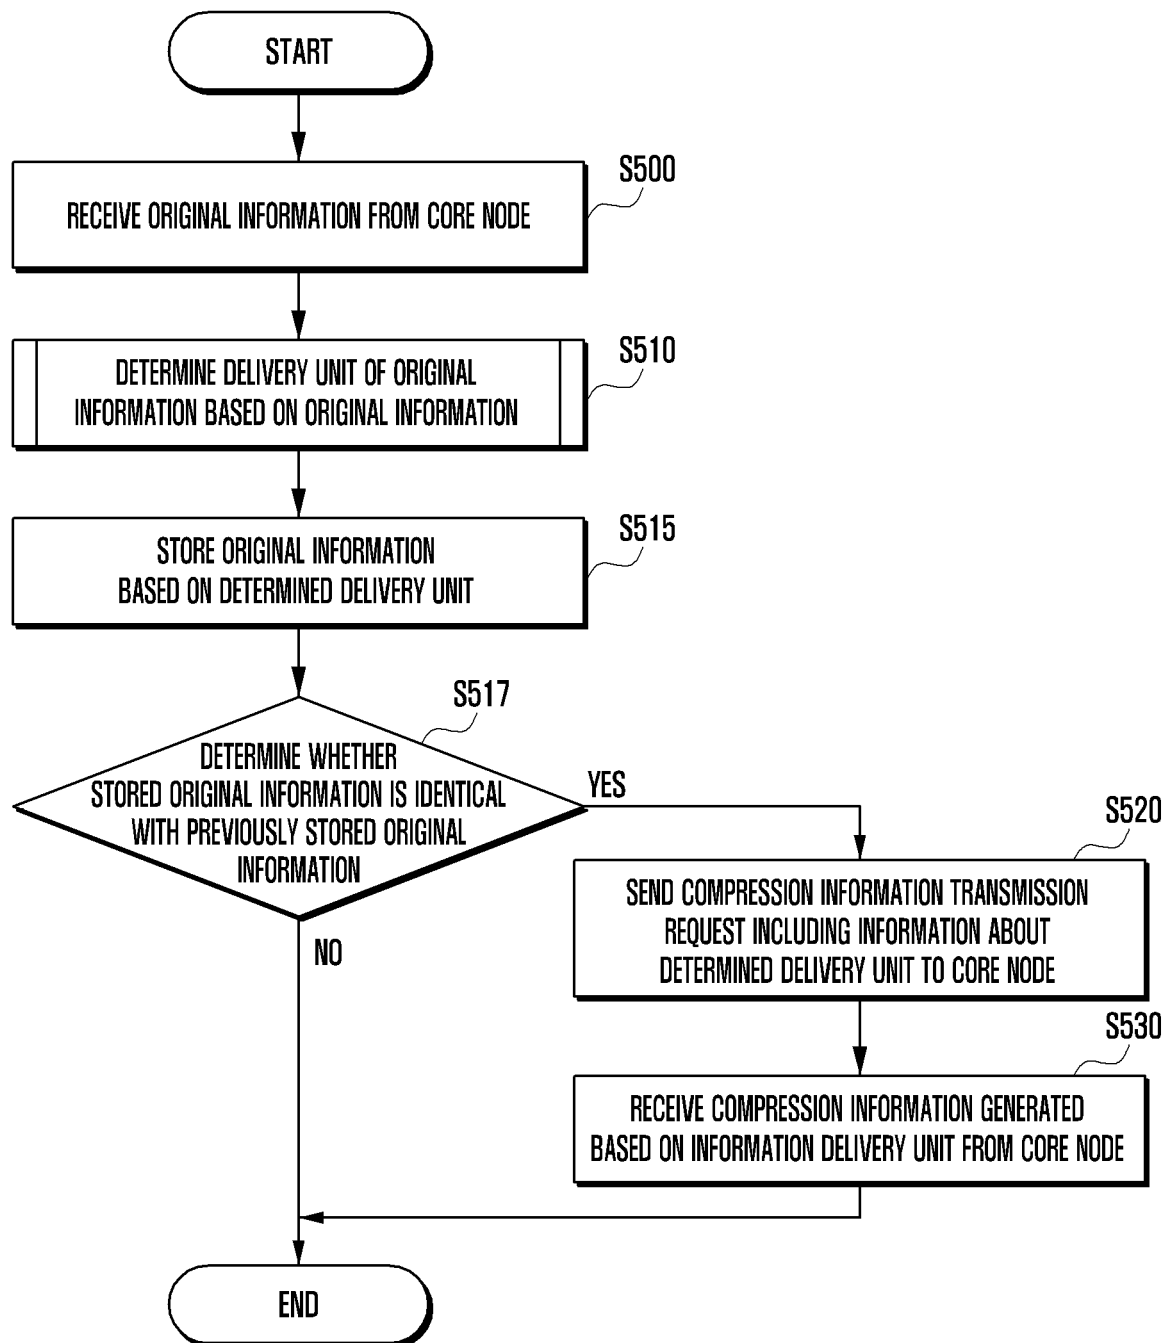 START
S500
RECEIVE ORIGINAL INFORMATION FROM CORE NODE
S510
DETERMINE DELIVERY UNIT OF ORIGINAL
INFORMATION BASED ON ORIGINAL INFORMATION
S515
STORE ORIGINAL INFORMATION
BASED ON DETERMINED DELIVERY UNIT
S517
DETERMINE WHETHER
STORED ORIGINAL INFORMATION IS IDENTICAL
WITH PREVIOUSLY STORED ORIGINAL
INFORMATION
YES
NO
S520
SEND COMPRESSION INFORMATION TRANSMISSION
REQUEST INCLUDING INFORMATION ABOUT
DETERMINED DELIVERY UNIT TO CORE NODE
S530
RECEIVE COMPRESSION INFORMATION GENERATED
BASED ON INFORMATION DELIVERY UNIT FROM CORE NODE
END